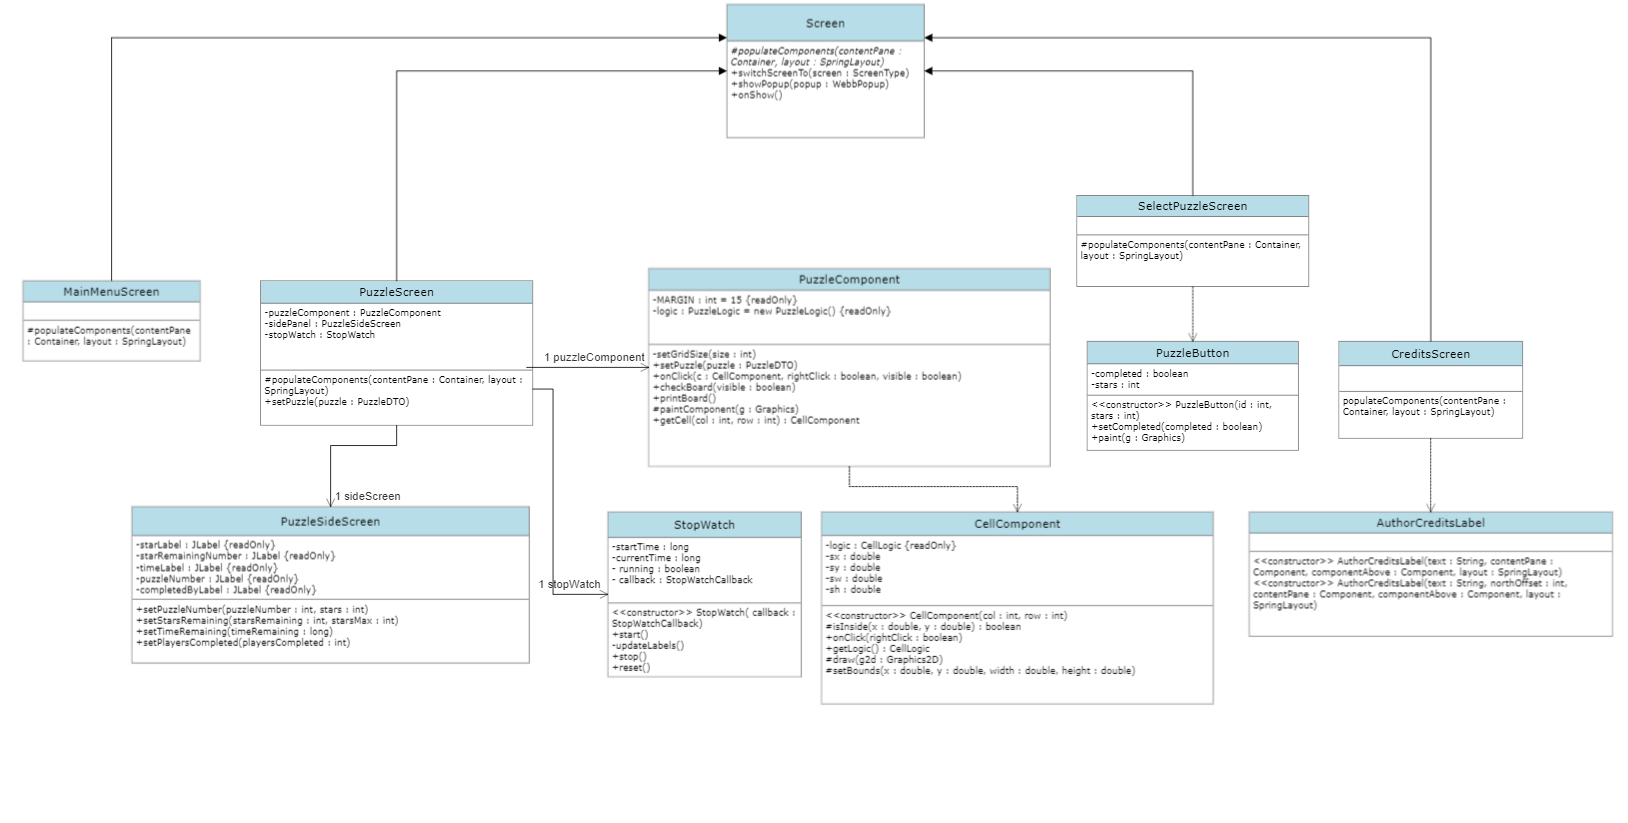 Screen
#populateComponents(contentPane :
Container, layout : SpringLayout)
+switchScreenTo(screen : ScreenType)
+showPopup(popup : WebbPopup)
+onShow()
SelectPuzzleScreen
#populateComponents(contentPane : Container,
layout : SpringLayout)
MainMenuScreen
#populateComponents(contentPane
: Container, layout : SpringLayout)
PuzzleScreen
-puzzleComponent : PuzzleComponent
-sidePanel : PuzzleSideScreen
-stopWatch : StopWatch
#populateComponents(contentPane : Container, layout :
SpringLayout)
+setPuzzle(puzzle : PuzzleDTO)
1 puzzleComponent
PuzzleComponent
-MARGIN : int = 15 {readOnly}
-logic : PuzzleLogic = new PuzzleLogic() {readOnly}
-setGridSize(size : int)
+setPuzzle(puzzle : PuzzleDTO)
+onClick(c : CellComponent, rightClick : boolean, visible : boolean)
+checkBoard(visible : boolean)
+printBoard()
#paintComponent(g : Graphics)
+getCell(col : int, row : int) : CellComponent
PuzzleButton
-completed : boolean
-stars : int
<<constructor>> PuzzleButton(id : int,
stars : int)
+setCompleted(completed : boolean)
+paint(g : Graphics)
CreditsScreen
populateComponents(contentPane :
Container, layout : SpringLayout)
1 sideScreen
PuzzleSideScreen
-starLabel : JLabel {readOnly}
-starRemainingNumber : JLabel {readOnly}
-timeLabel : JLabel {readOnly}
-puzzleNumber : JLabel {readOnly}
-completedByLabel : JLabel {readOnly}
+setPuzzleNumber(puzzleNumber : int, stars : int)
+setStarsRemaining(starsRemaining : int, starsMax : int)
+setTimeRemaining(timeRemaining : long)
+setPlayersCompleted(playersCompleted : int)
1 stopWatch
StopWatch
-startTime : long
-currentTime : long
- running : boolean
- callback : StopWatchCallback
<<constructor>> StopWatch( callback :
StopWatchCallback)
+start()
-updateLabels()
+stop()
+reset()
CellComponent
-logic : CellLogic {readOnly}
-sx : double
-sy : double
-sw : double
-sh : double
<<constructor>> CellComponent(col : int, row : int)
#isInside(x : double, y : double) : boolean
+onClick(rightClick : boolean)
+getLogic() : CellLogic
#draw(g2d : Graphics2D)
#setBounds(x : double, y : double, width : double, height : double)
AuthorCreditsLabel
<<constructor>> AuthorCreditsLabel(text : String, contentPane :
Component, componentAbove : Component, layout : SpringLayout)
<<constructor>> AuthorCreditsLabel(text : String, northOffset : int,
contentPane : Component, componentAbove : Component, layout :
SpringLayout)